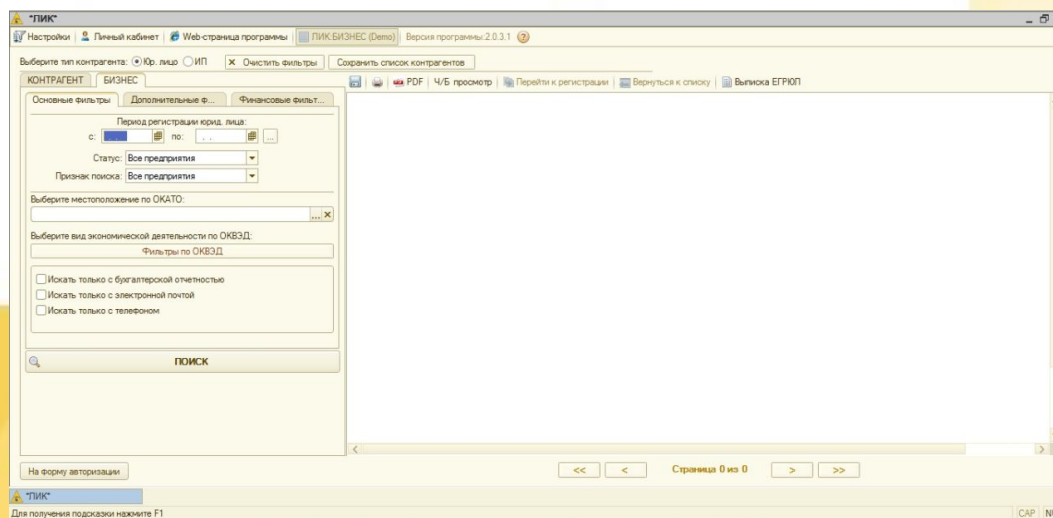 "ПИК"
Настройки Личный кабинет Web-страница программы ПИК.БИЗНЕС (Demo) Версия программы:2.0.3.1
Выберите тип контрагента: Юр. лицо ИП Очистить фильтры Сохранить список контрагентов
КОНТРАГЕНТ БИЗНЕС PDF Ч/Б просмотр Перейти к регистрации Вернуться к списку Выписка ЕГРЮЛ
Основные фильтры Дополнительные ф... Финансовые фильт...
Период регистрации юрид. лица:
с: . . по: . . ...
Статус: Все предприятия
Признак поиска: Все предприятия
Выберите местоположение по ОКАТО:
...
Выберите вид экономической деятельности по ОКВЭД:
Фильтры по ОКВЭД
Искать только с бухгалтерской отчетностью
Искать только с электронной почтой
Искать только с телефоном
ПОИСК
На форму авторизации << < Страница 0 из 0 > >>
"ПИК"
Для получения подсказки нажмите F1 CAP